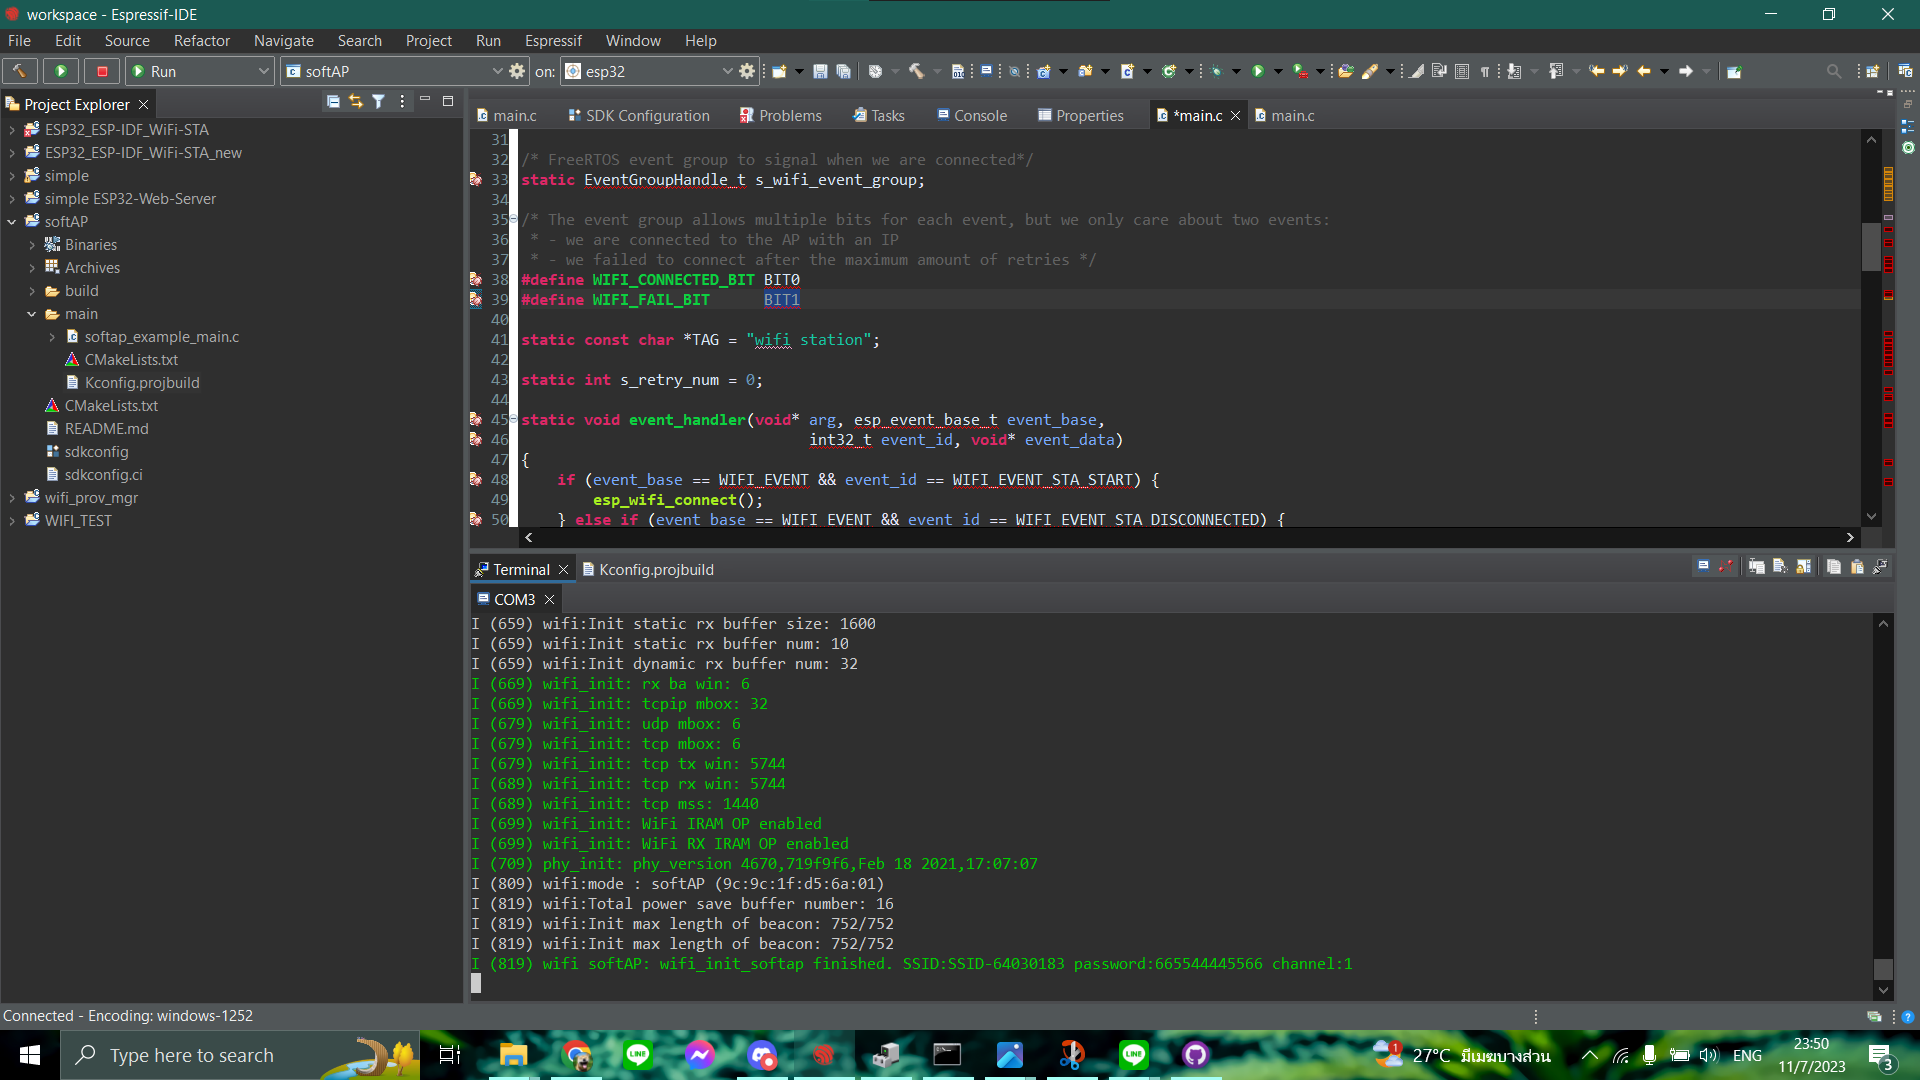 workspace - Espressif-IDE
File Edit Source Refactor Navigate Search Project Run Espressif Window Help
Run softAP on: esp32
Project Explorer
ESP32_ESP-IDF_WiFi-STA
ESP32_ESP-IDF_WiFi-STA_new
simple
simple ESP32-Web-Server
softAP
Binaries
Archives
build
main
softap_example_main.c
CMakeLists.txt
Kconfig.projbuild
CMakeLists.txt
README.md
sdkconfig
sdkconfig.ci
wifi_prov_mgr
WIFI_TEST
main.c SDK Configuration Problems Tasks Console Properties *main.c main.c
31
32 /* FreeRTOS event group to signal when we are connected*/
33 static EventGroupHandle_t s_wifi_event_group;
34
35 /* The event group allows multiple bits for each event, but we only care about two events:
36 * - we are connected to the AP with an IP
37 * - we failed to connect after the maximum amount of retries */
38 #define WIFI_CONNECTED_BIT BIT0
39 #define WIFI_FAIL_BIT      BIT1
40
41 static const char *TAG = "wifi station";
42
43 static int s_retry_num = 0;
44
45 static void event_handler(void* arg, esp_event_base_t event_base,
46 int32_t event_id, void* event_data)
47 {
48 if (event_base == WIFI_EVENT && event_id == WIFI_EVENT_STA_START) {
49 esp_wifi_connect();
50 } else if (event_base == WIFI_EVENT && event_id == WIFI_EVENT_STA_DISCONNECTED) {
Terminal Kconfig.projbuild
COM3
I (659) wifi:Init static rx buffer size: 1600
I (659) wifi:Init static rx buffer num: 10
I (659) wifi:Init dynamic rx buffer num: 32
I (669) wifi_init: rx ba win: 6
I (669) wifi_init: tcpip mbox: 32
I (679) wifi_init: udp mbox: 6
I (679) wifi_init: tcp mbox: 6
I (679) wifi_init: tcp tx win: 5744
I (689) wifi_init: tcp rx win: 5744
I (689) wifi_init: tcp mss: 1440
I (699) wifi_init: WiFi IRAM OP enabled
I (699) wifi_init: WiFi RX IRAM OP enabled
I (709) phy_init: phy_version 4670,719f9f6,Feb 18 2021,17:07:07
I (809) wifi:mode : softAP (9c:9c:1f:d5:6a:01)
I (819) wifi:Total power save buffer number: 16
I (819) wifi:Init max length of beacon: 752/752
I (819) wifi:Init max length of beacon: 752/752
I (819) wifi softAP: wifi_init_softap finished. SSID:SSID-64030183 password:665544445566 channel:1
Connected - Encoding: windows-1252
Type here to search
1 27°C มีเมฆบางส่วน ENG 23:50
11/7/2023 3